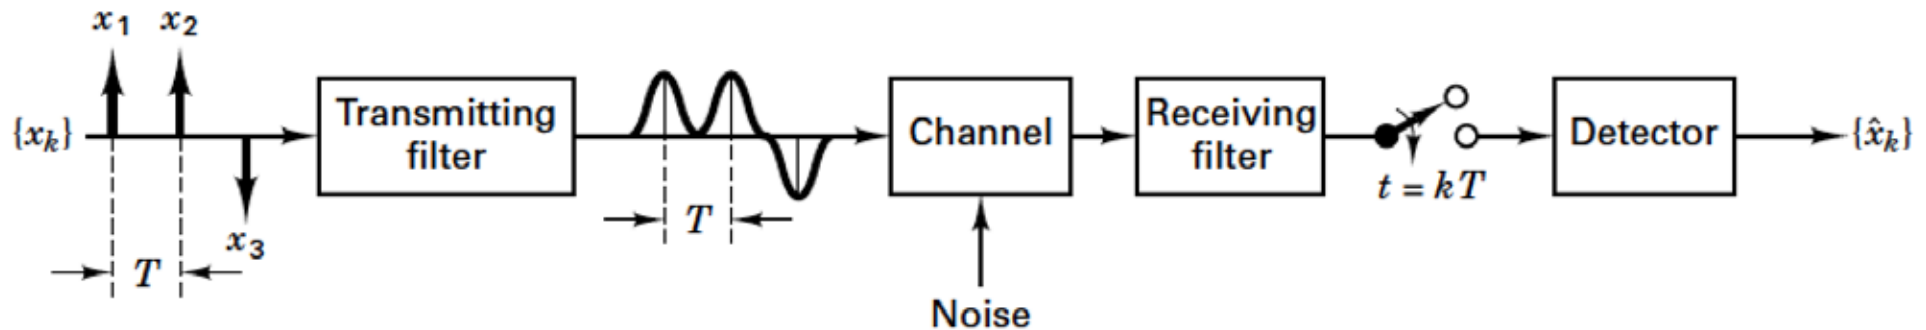 x1 x2
{xk}
x3
T
Transmitting
filter
T
Channel
Noise
Receiving
filter
t = kT
Detector
{x̂k}